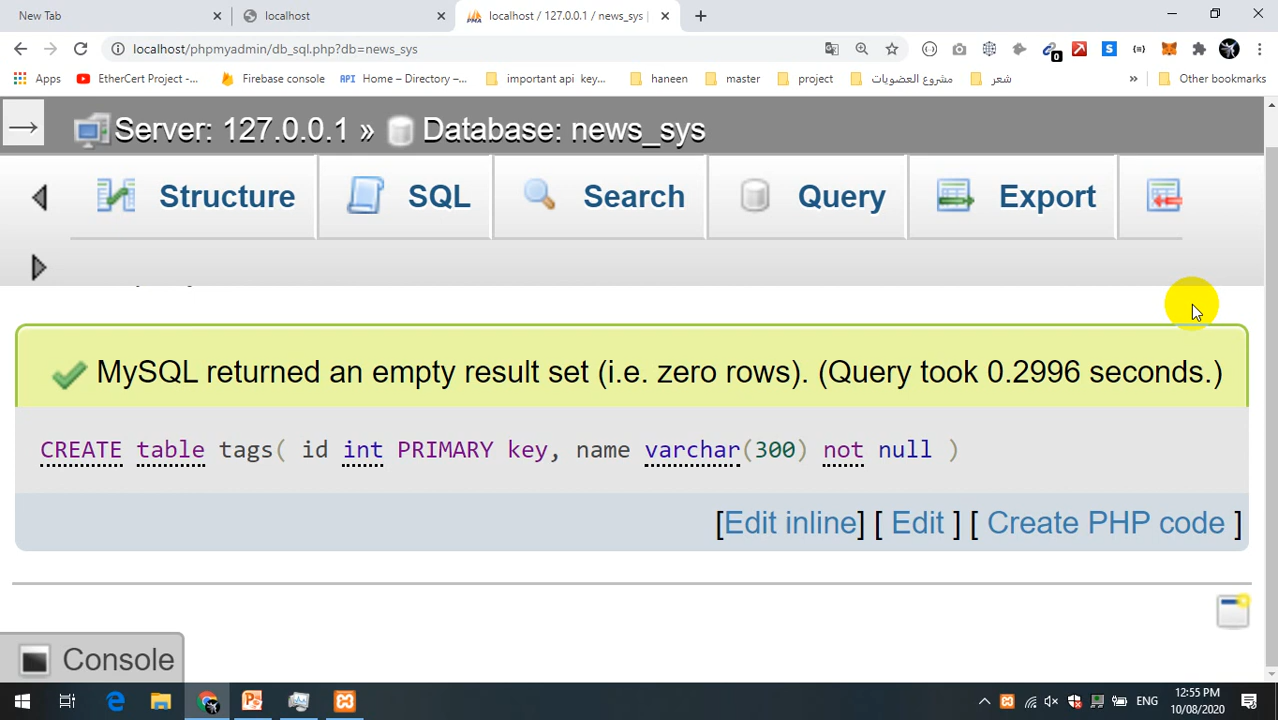 New Tab
localhost
localhost / 127.0.0.1 / news_sys |
localhost/phpmyadmin/db_sql.php?db=news_sys
0
Apps
EtherCert Project -...
Firebase console
API Home – Directory –...
important api key...
haneen
master
project
مشروع العضويات
شعر
»
Other bookmarks
Server: 127.0.0.1 » Database: news_sys
Structure
SQL
Search
Query
Export
MySQL returned an empty result set (i.e. zero rows). (Query took 0.2996 seconds.)
CREATE table tags( id int PRIMARY key, name varchar(300) not null )
[Edit inline] [ Edit ] [ Create PHP code ]
Console
ENG
12:55 PM
10/08/2020